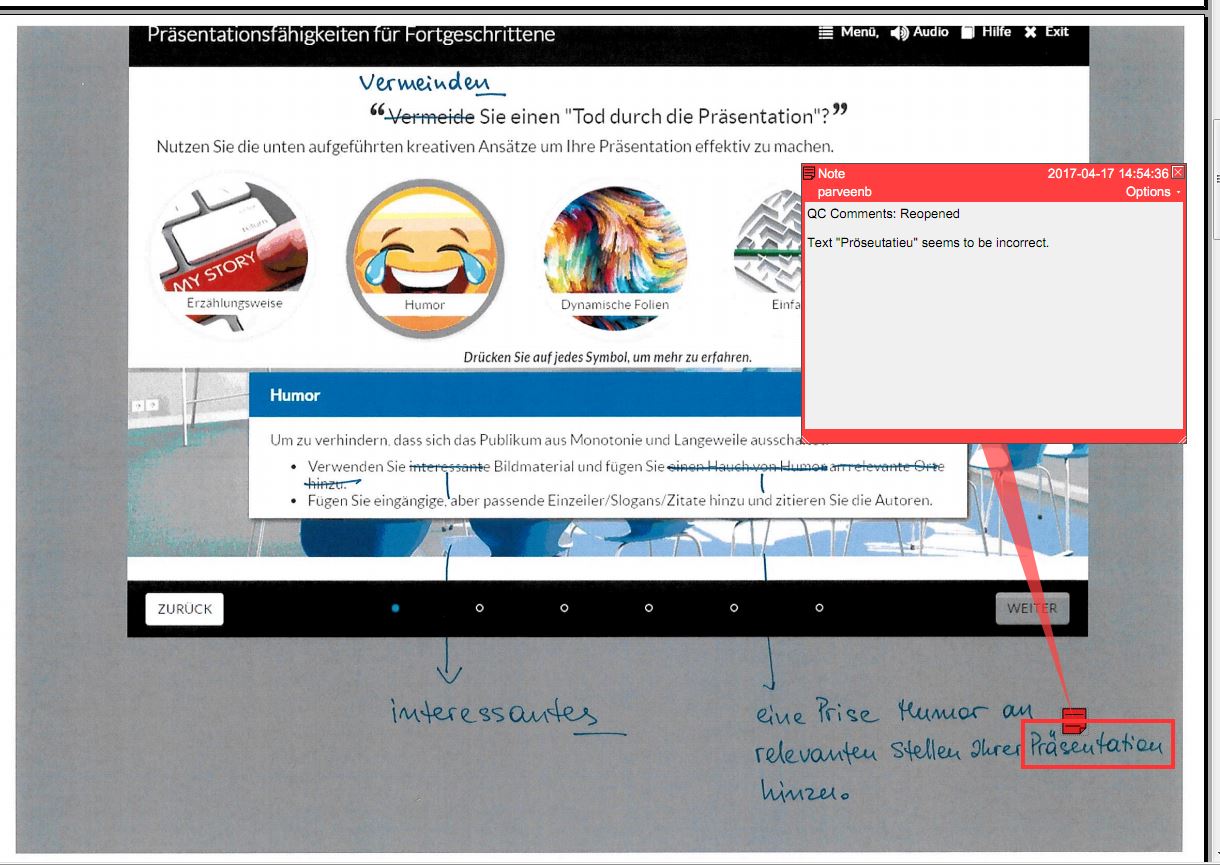 Präsentationsfähigkeiten für Fortgeschrittene
Menü, Audio Hilfe Exit
Vermeinden
“Vermeide Sie einen "Tod durch die Präsentation"?”
Nutzen Sie die unten aufgeführten kreativen Ansätze um Ihre Präsentation effektiv zu machen.
Note 2017-04-17 14:54:36
parveenb Options
QC Comments: Reopened
Text "Pröseutatieu" seems to be incorrect.
return
MY STORY
Erzählungsweise Humor Dynamische Folien Einfa
Drücken Sie auf jedes Symbol, um mehr zu erfahren.
Humor
Um zu verhindern, dass sich das Publikum aus Monotonie und Langeweile ausscha
• Verwenden Sie interessante Bildmaterial und fügen Sie einen Hauch von Humor an relevante Orte
hinzu.
• Fügen Sie eingängige, aber passende Einzeiler/Slogans/Zitate hinzu und zitieren Sie die Autoren.
ZURÜCK WEITER
interessantes
eine Prise Humor an
relevanten Stellen Ihrer Präsentation
hinzu.